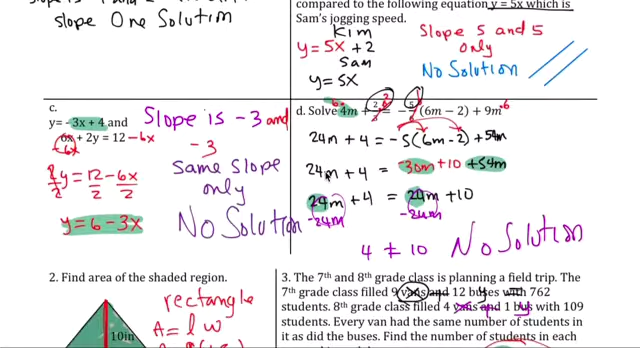 compared to the following equation y = 5x which is
Sam's jogging speed.
slope One Solution
Kim
y = 5x + 2
Sam
y = 5x
Slope 5 and 5
only
No Solution
c.
y= -3x + 4 and
6x + 2y = 12 -6x
-6x
2y = 12 - 6x
2 2 2
y = 6 - 3x
Slope is -3 and
-3
Same Slope
only
No Solution
d. Solve 4m + 2/3 = - 5/6 (6m − 2) + 9m
24m + 4 = -5(6m - 2) + 54m
24m + 4 = -30m + 10 + 54m
24m + 4 = 24m + 10
-24m -24m
4 ≠ 10 No Solution
2. Find area of the shaded region.
rectangle
A = l w
10in
3. The 7th and 8th grade class is planning a field trip. The
7th grade class filled 9 vans and 12 buses with 762
students. 8th grade class filled 4 vans and 1 bus with 109
students. Every van had the same number of students in
it as did the buses. Find the number of students in each